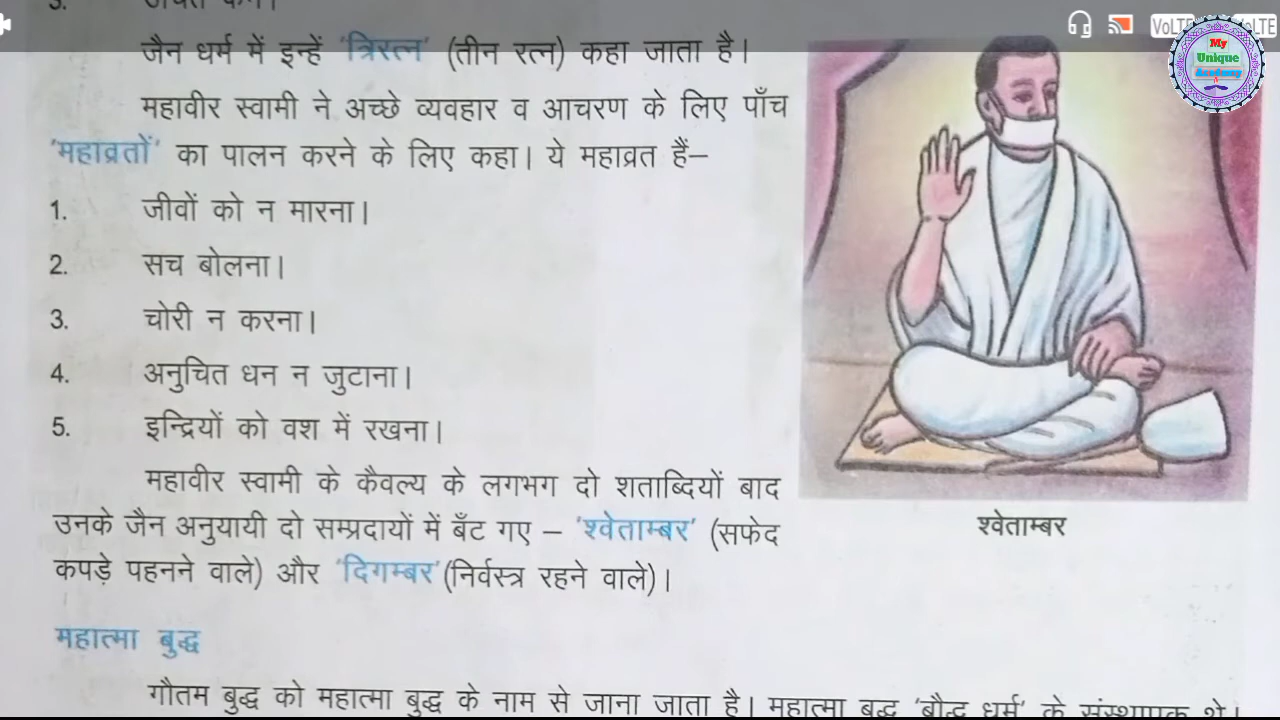 3.
जैन धर्म में इन्हें 'त्रिरत्न' (तीन रत्न) कहा जाता है।
महावीर स्वामी ने अच्छे व्यवहार व आचरण के लिए पाँच
'महाव्रतों' का पालन करने के लिए कहा। ये महाव्रत हैं–
1. जीवों को न मारना।
2. सच बोलना।
3. चोरी न करना।
4. अनुचित धन न जुटाना।
5. इन्द्रियों को वश में रखना।
महावीर स्वामी के कैवल्य के लगभग दो शताब्दियों बाद
उनके जैन अनुयायी दो सम्प्रदायों में बँट गए – 'श्वेताम्बर' (सफेद
कपड़े पहनने वाले) और 'दिगम्बर' (निर्वस्त्र रहने वाले)।
श्वेताम्बर
महात्मा बुद्ध
गौतम बुद्ध को महात्मा बुद्ध के नाम से जाना जाता है। महात्मा बुद्ध 'बौद्ध धर्म' के संस्थापक थे।
VoLTE
LTE
My
Unique
Academy